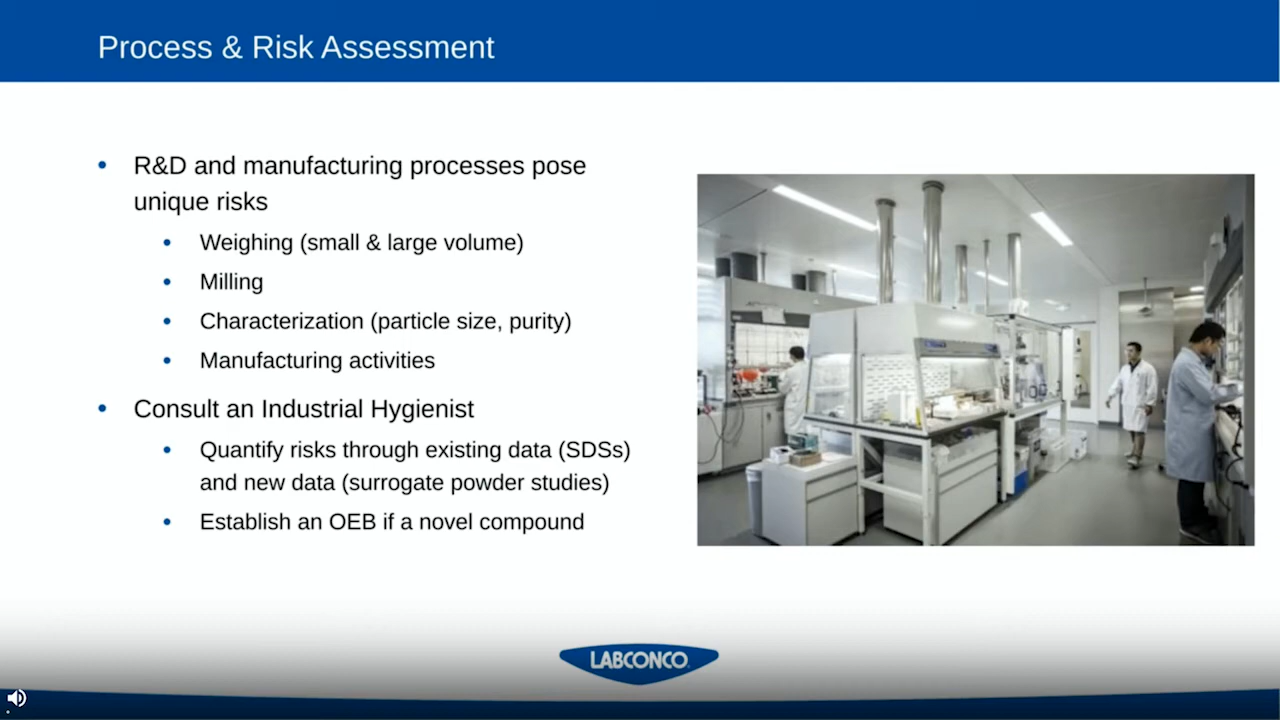 Process & Risk Assessment
• R&D and manufacturing processes pose
unique risks
• Weighing (small & large volume)
• Milling
• Characterization (particle size, purity)
• Manufacturing activities
• Consult an Industrial Hygienist
• Quantify risks through existing data (SDSs)
and new data (surrogate powder studies)
• Establish an OEB if a novel compound
LABCONCO